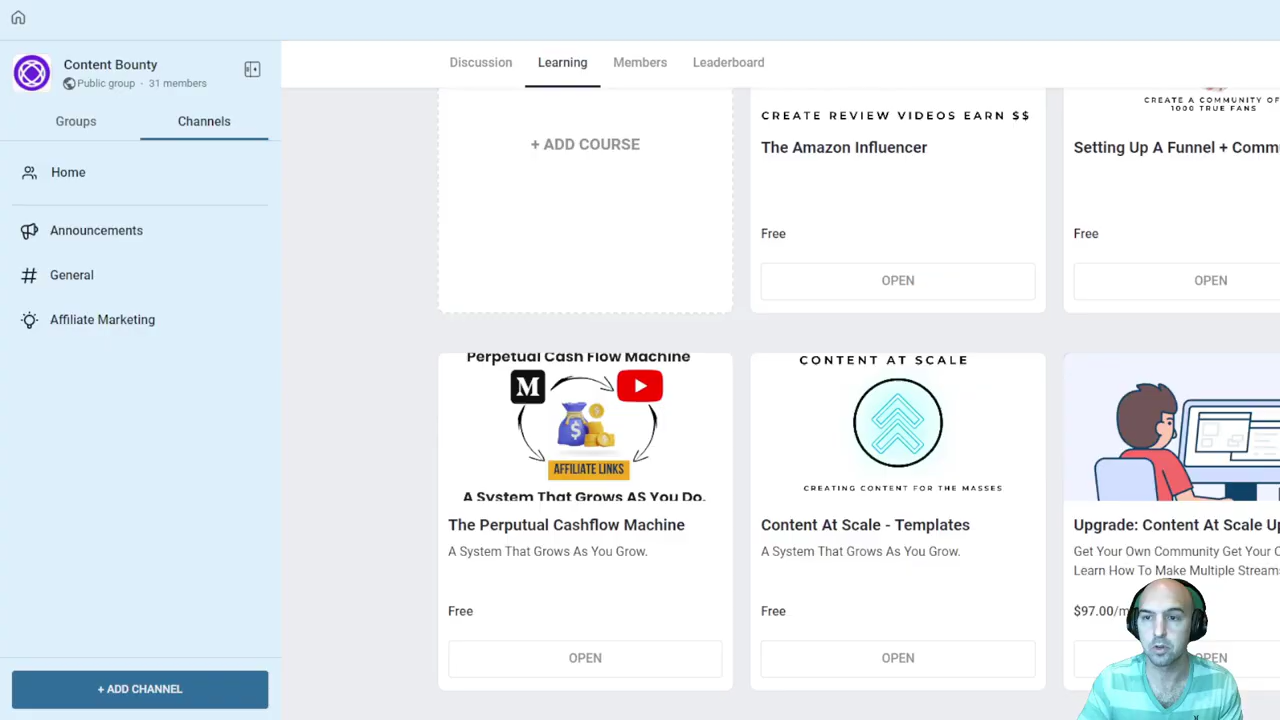 Content Bounty
Public group · 31 members
Groups
Channels
Home
Announcements
General
Affiliate Marketing
+ ADD CHANNEL
Discussion
Learning
Members
Leaderboard
+ ADD COURSE
CREATE REVIEW VIDEOS EARN $$
The Amazon Influencer
Free
OPEN
CREATE A COMMUNITY OF
1000 TRUE FANS
Setting Up A Funnel + Comm
Free
OPEN
Perpetual Cash Flow Machine
M
AFFILIATE LINKS
A System That Grows AS You Do.
The Perputual Cashflow Machine
A System That Grows As You Grow.
Free
OPEN
CONTENT AT SCALE
CREATING CONTENT FOR THE MASSES
Content At Scale - Templates
A System That Grows As You Grow.
Free
OPEN
Upgrade: Content At Scale Up
Get Your Own Community Get Your
Learn How To Make Multiple Streams
$97.00/m
OPEN